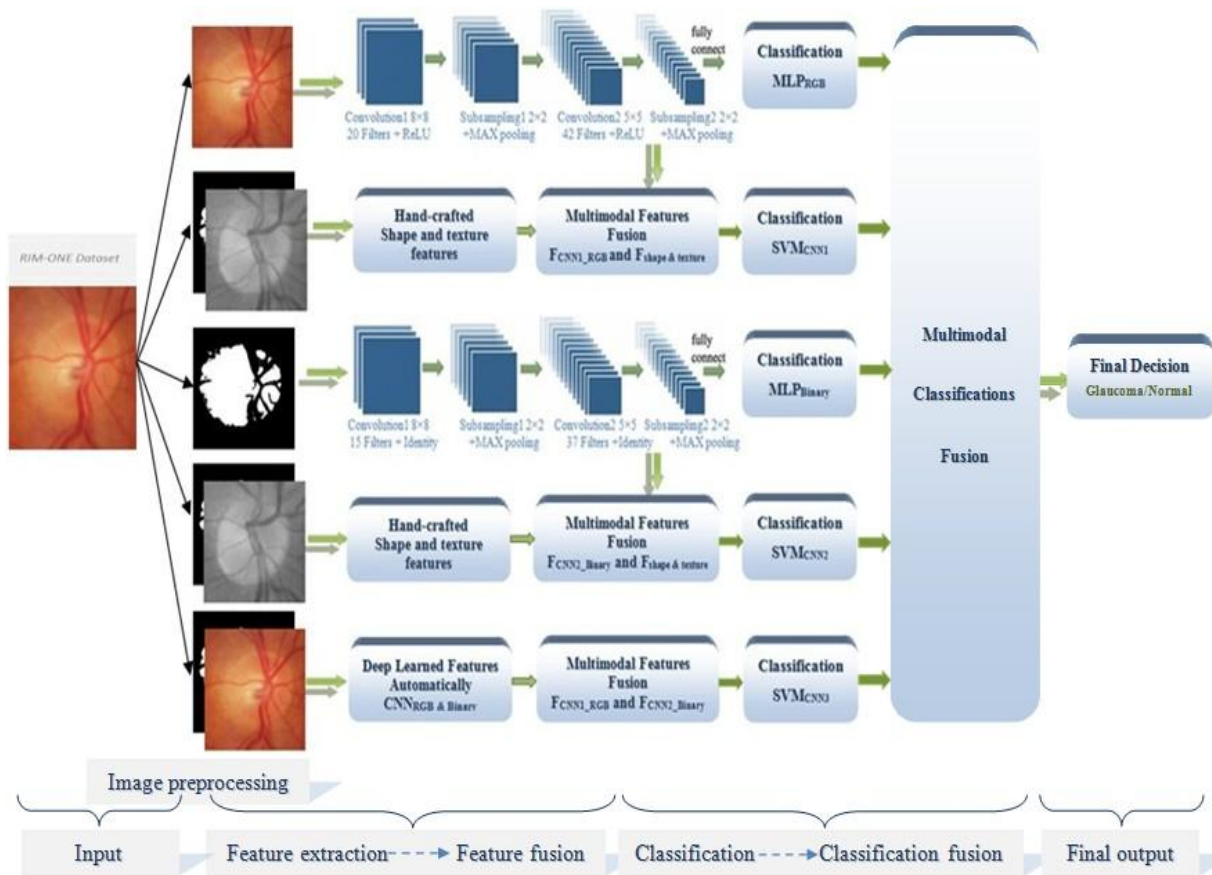 RIM-ONE Dataset
Convolution1 8×8
20 Filters + ReLU
Subsampling1 2×2
+MAX pooling
Convolution2 5×5
42 Filters +ReLU
Subsampling2 2×2
+MAX pooling
fully
connect
Classification
MLPRGB
Hand-crafted
Shape and texture
features
Multimodal Features
Fusion
FCNN1_RGB and Fshape & texture
Classification
SVMCNN1
Convolution1 8×8
15 Filters + Identity
Subsampling1 2×2
+MAX pooling
Convolution2 5×5
37 Filters +Identity
Subsampling2 2×2
+MAX pooling
fully
connect
Classification
MLPBinary
Hand-crafted
Shape and texture
features
Multimodal Features
Fusion
FCNN2_Binary and Fshape & texture
Classification
SVMCNN2
Deep Learned Features
Automatically
CNNRGB & Binary
Multimodal Features
Fusion
FCNN1_RGB and FCNN2_Binary
Classification
SVMCNN3
Multimodal
Classifications
Fusion
Final Decision
Glaucoma/Normal
Image preprocessing
Input
Feature extraction
Feature fusion
Classification
Classification fusion
Final output